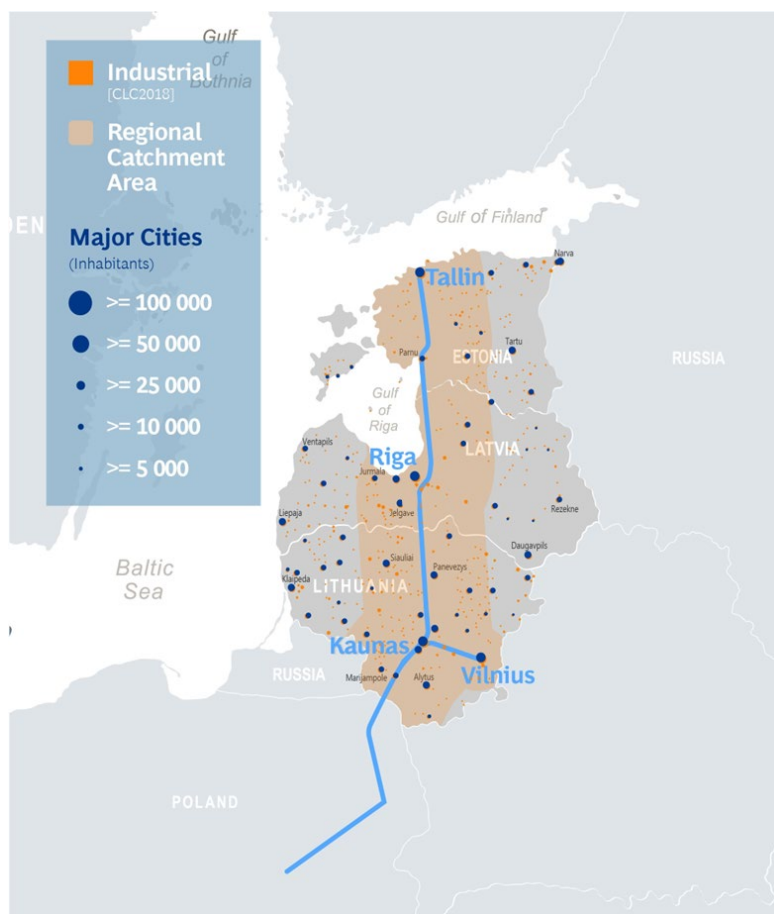 Gulf
of
Bothnia
Industrial
[CLC2018]
Regional
Catchment
Area
Major Cities
(Inhabitants)
>= 100 000
>= 50 000
>= 25 000
>= 10 000
>= 5 000
DEN
Gulf of Finland
Narva
Tallin
Tartu
Parnu
ESTONIA
RUSSIA
Gulf
of
Riga
Ventapils
Riga
LATVIA
Jurmala
Jelgave
Rezekne
Liepaja
Daugavpils
Siauliai
Panevezys
Baltic
Sea
Klaipeda
LITHUANIA
Kaunas
RUSSIA
Vilnius
Marijampole
Alytus
POLAND